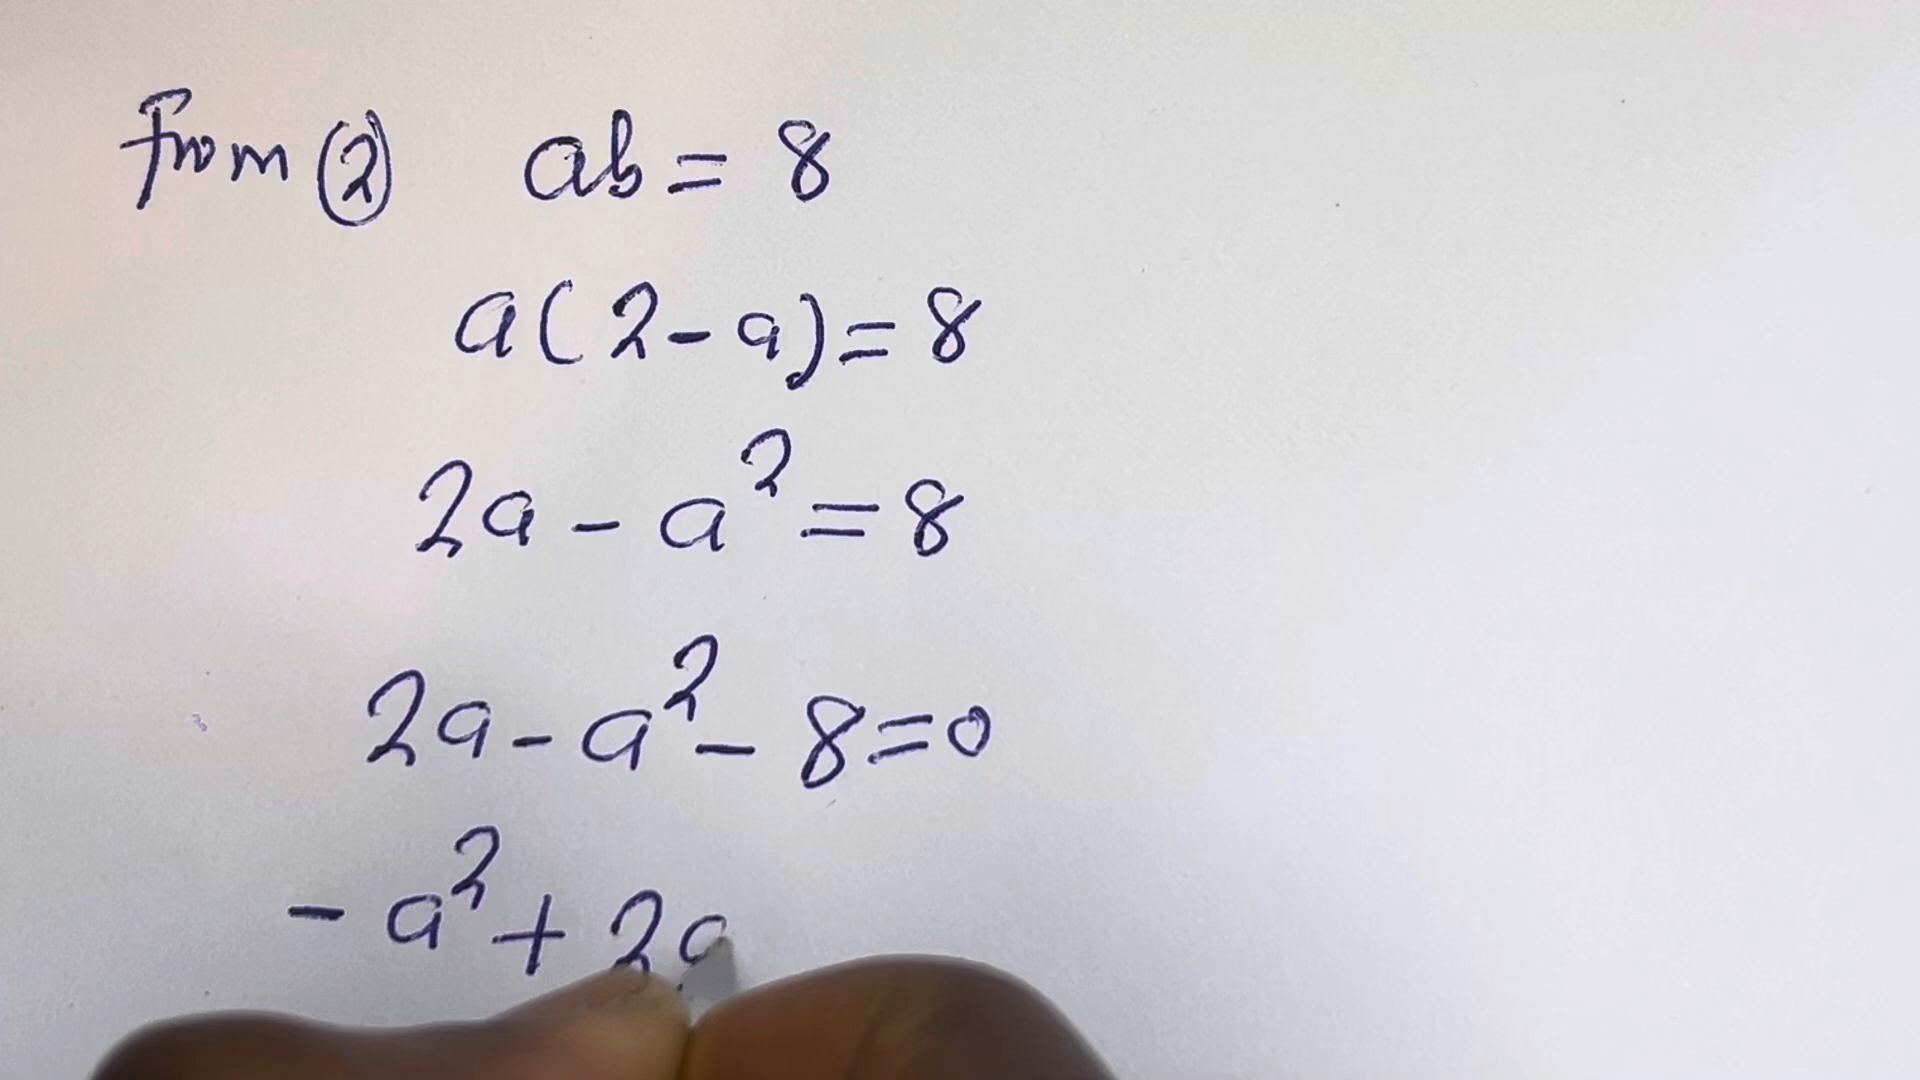 from ② ab = 8
a(2-a) = 8
2a - a² = 8
2a - a² - 8 = 0
- a² + 2a